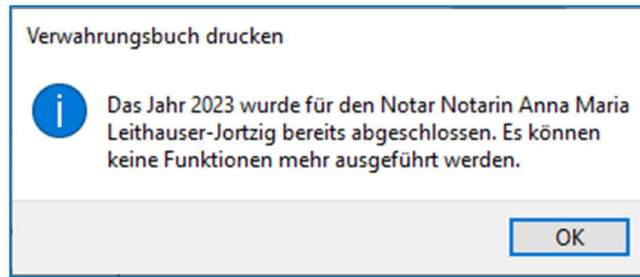 Verwahrungsbuch drucken
Das Jahr 2023 wurde für den Notar Notarin Anna Maria
Leithauser-Jortzig bereits abgeschlossen. Es können
keine Funktionen mehr ausgeführt werden.
OK